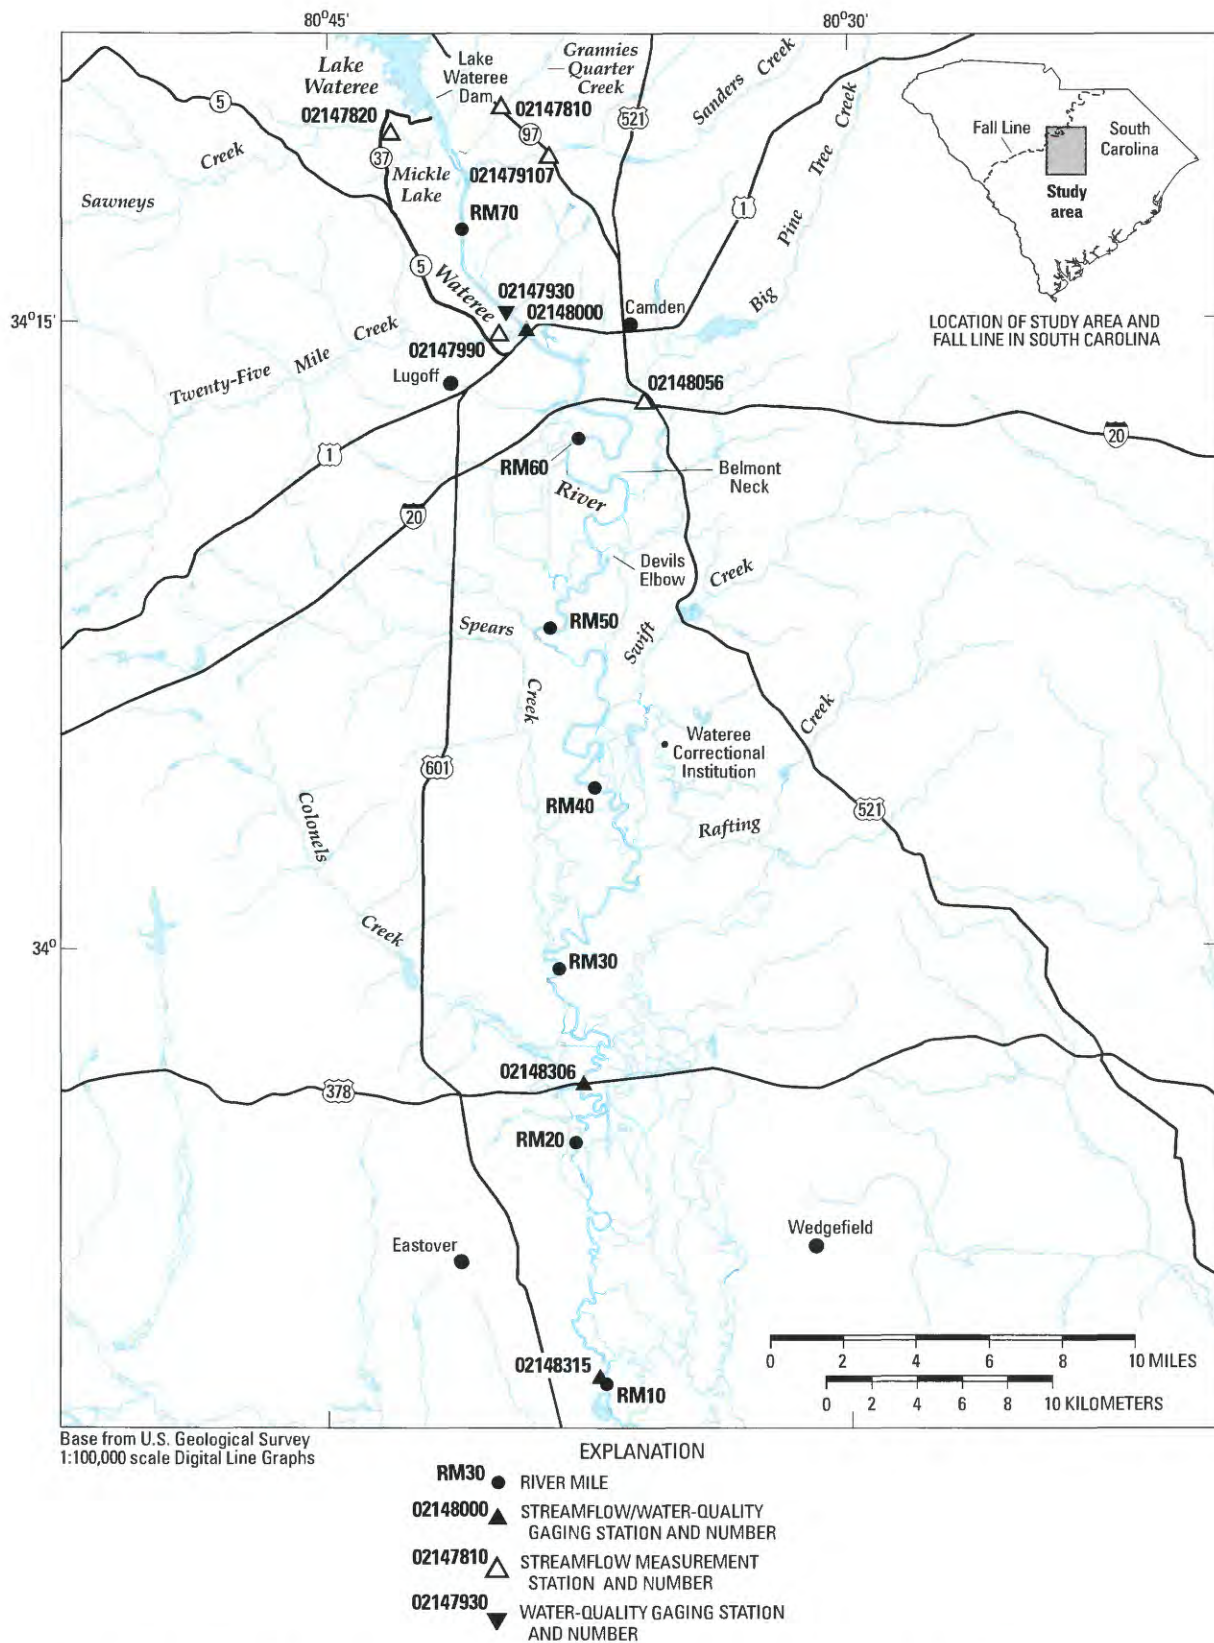 80°45'
80°30'
Lake
Wateree
Lake
Wateree
Dam
Grannies
Quarter
Creek
Sanders Creek
Big Pine Tree Creek
521
5
02147820
02147810
97
37
021479107
Mickle
Lake
Creek
Sawneys
RM70
1
5
Wateree
02147930
02148000
Camden
34°15'
02147990
Lugoff
Twenty-Five Mile Creek
02148056
Fall Line
South
Carolina
Study
area
LOCATION OF STUDY AREA AND
FALL LINE IN SOUTH CAROLINA
20
1
RM60
River
Belmont
Neck
20
Devils
Elbow
Creek
Swift
Spears
RM50
Creek
Creek
Wateree
Correctional
Institution
601
RM40
Rafting
521
Colonels
Creek
34°
RM30
02148306
378
RM20
Eastover
Wedgefield
02148315
RM10
0 2 4 6 8 10 MILES
0 2 4 6 8 10 KILOMETERS
Base from U.S. Geological Survey
1:100,000 scale Digital Line Graphs
EXPLANATION
RM30 RIVER MILE
02148000 STREAMFLOW/WATER-QUALITY
GAGING STATION AND NUMBER
02147810 STREAMFLOW MEASUREMENT
STATION AND NUMBER
02147930 WATER-QUALITY GAGING STATION
AND NUMBER